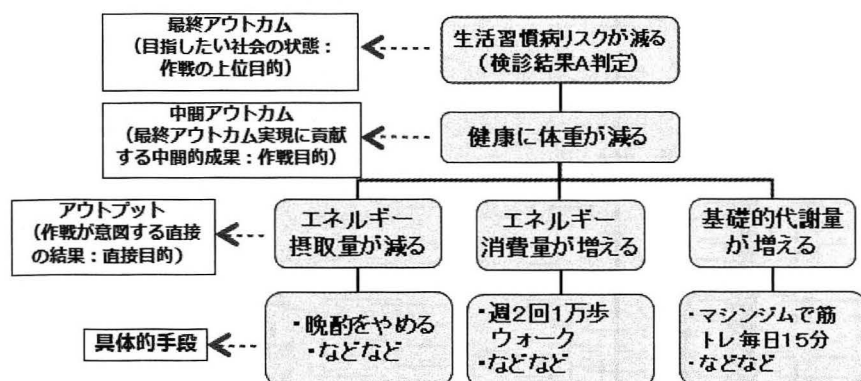 最終アウトカム
（目指したい社会の状態：
作戦の上位目的）
生活習慣病リスクが減る
（検診結果A判定）
中間アウトカム
（最終アウトカム実現に貢献
する中間的成果：作戦目的）
健康に体重が減る
アウトプット
（作戦が意図する直接
の結果：直接目的）
エネルギー
摂取量が減る
エネルギー
消費量が増える
基礎的代謝量
が増える
具体的手段
・晩酌をやめる
・などなど
・週2回1万歩
ウォーク
・などなど
・マシンジムで筋
トレ毎日15分
・などなど